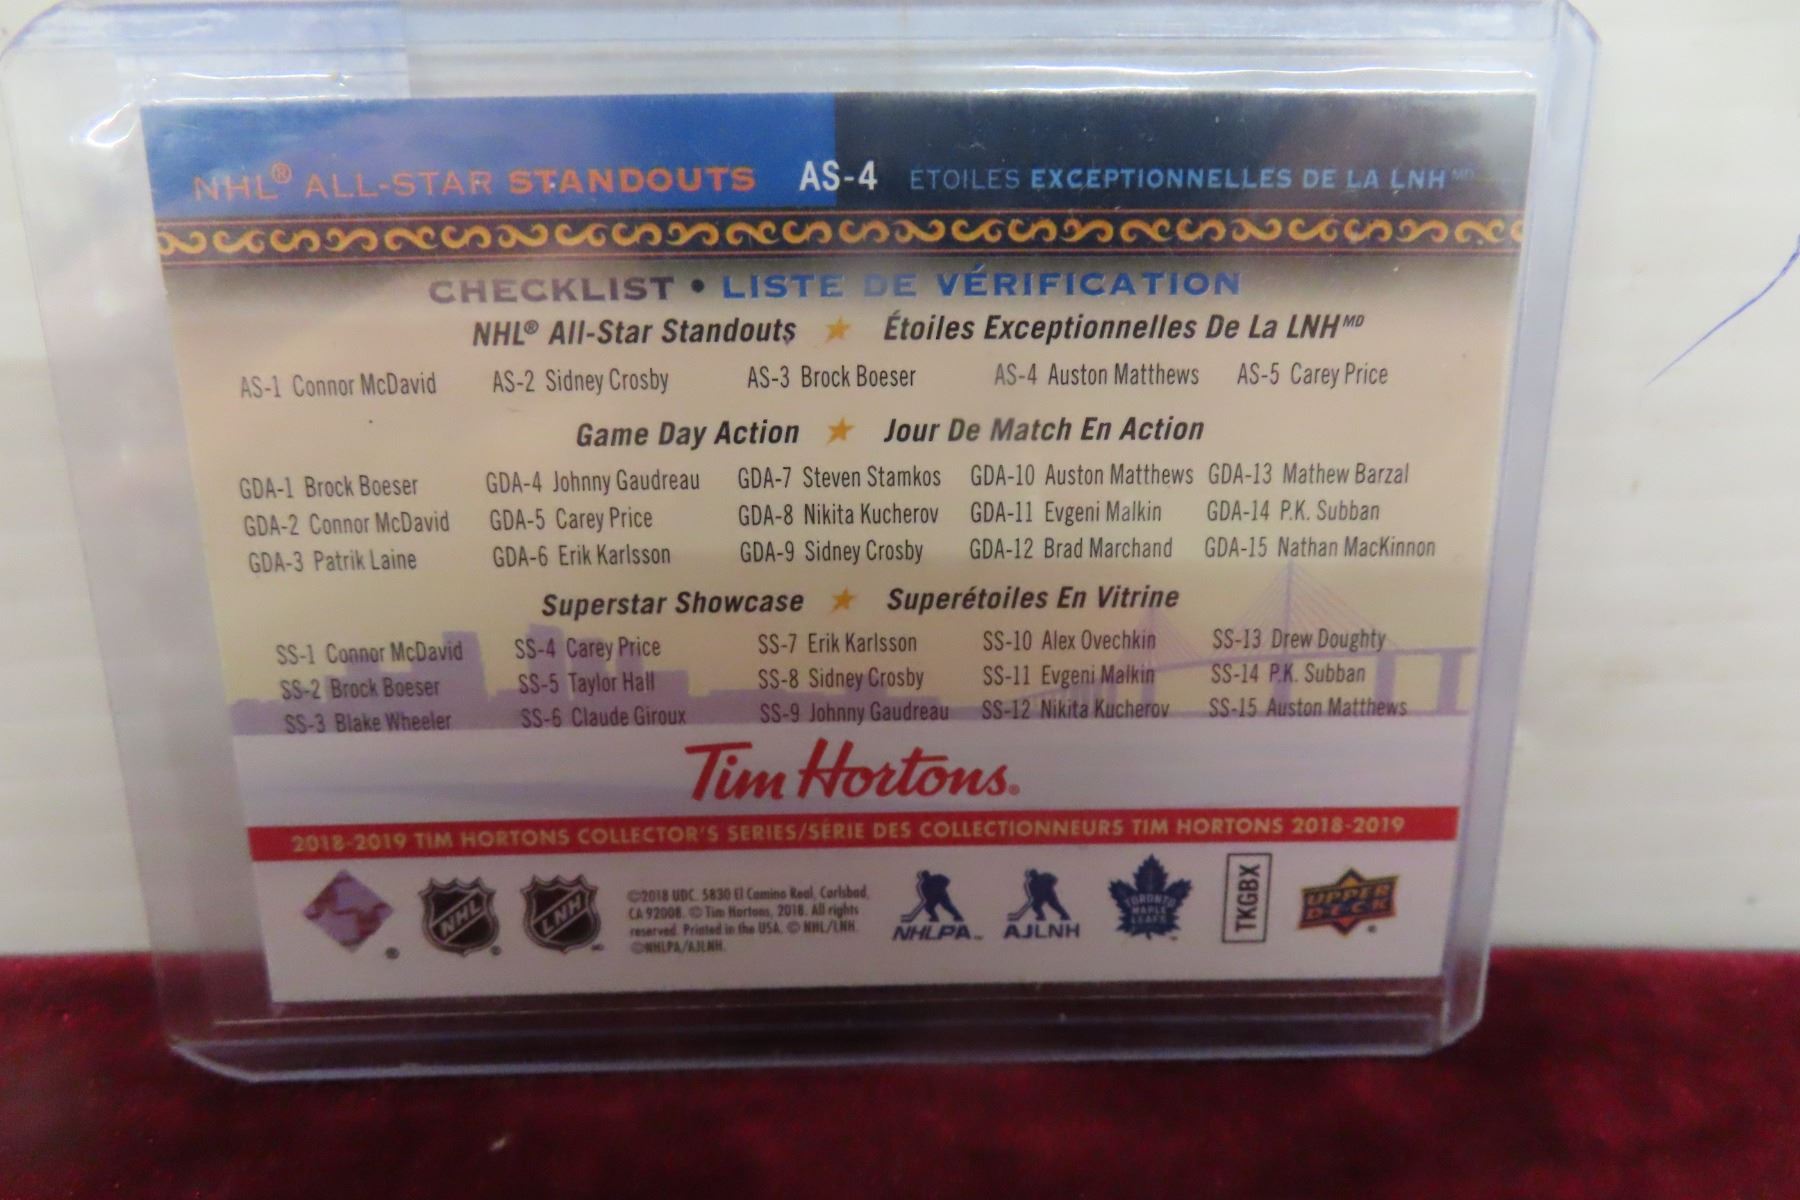 NHL® ALL-STAR STANDOUTS AS-4 ÉTOILES EXCEPTIONNELLES DE LA LNH MD
CHECKLIST • LISTE DE VÉRIFICATION
NHL® All-Star Standouts ★ Étoiles Exceptionnelles De La LNH MD
AS-1 Connor McDavid AS-2 Sidney Crosby AS-3 Brock Boeser AS-4 Auston Matthews AS-5 Carey Price
Game Day Action ★ Jour De Match En Action
GDA-1 Brock Boeser GDA-4 Johnny Gaudreau GDA-7 Steven Stamkos GDA-10 Auston Matthews GDA-13 Mathew Barzal
GDA-2 Connor McDavid GDA-5 Carey Price GDA-8 Nikita Kucherov GDA-11 Evgeni Malkin GDA-14 P.K. Subban
GDA-3 Patrik Laine GDA-6 Erik Karlsson GDA-9 Sidney Crosby GDA-12 Brad Marchand GDA-15 Nathan MacKinnon
Superstar Showcase ★ Superétoiles En Vitrine
SS-1 Connor McDavid SS-4 Carey Price SS-7 Erik Karlsson SS-10 Alex Ovechkin SS-13 Drew Doughty
SS-2 Brock Boeser SS-5 Taylor Hall SS-8 Sidney Crosby SS-11 Evgeni Malkin SS-14 P.K. Subban
SS-3 Blake Wheeler SS-6 Claude Giroux SS-9 Johnny Gaudreau SS-12 Nikita Kucherov SS-15 Auston Matthews
Tim Hortons®
2018-2019 TIM HORTONS COLLECTOR'S SERIES/SÉRIE DES COLLECTIONNEURS TIM HORTONS 2018-2019
NHL ® LNH MD
©2018 UDC. 5830 El Camino Real, Carlsbad,
CA 92008. © Tim Hortons, 2018. All rights
reserved. Printed in the USA. © NHL/LNH.
©NHLPA/AJLNH.
NHLPA™ AJLNH
TORONTO
MAPLE
LEAFS
TKGBX
UPPER
DECK